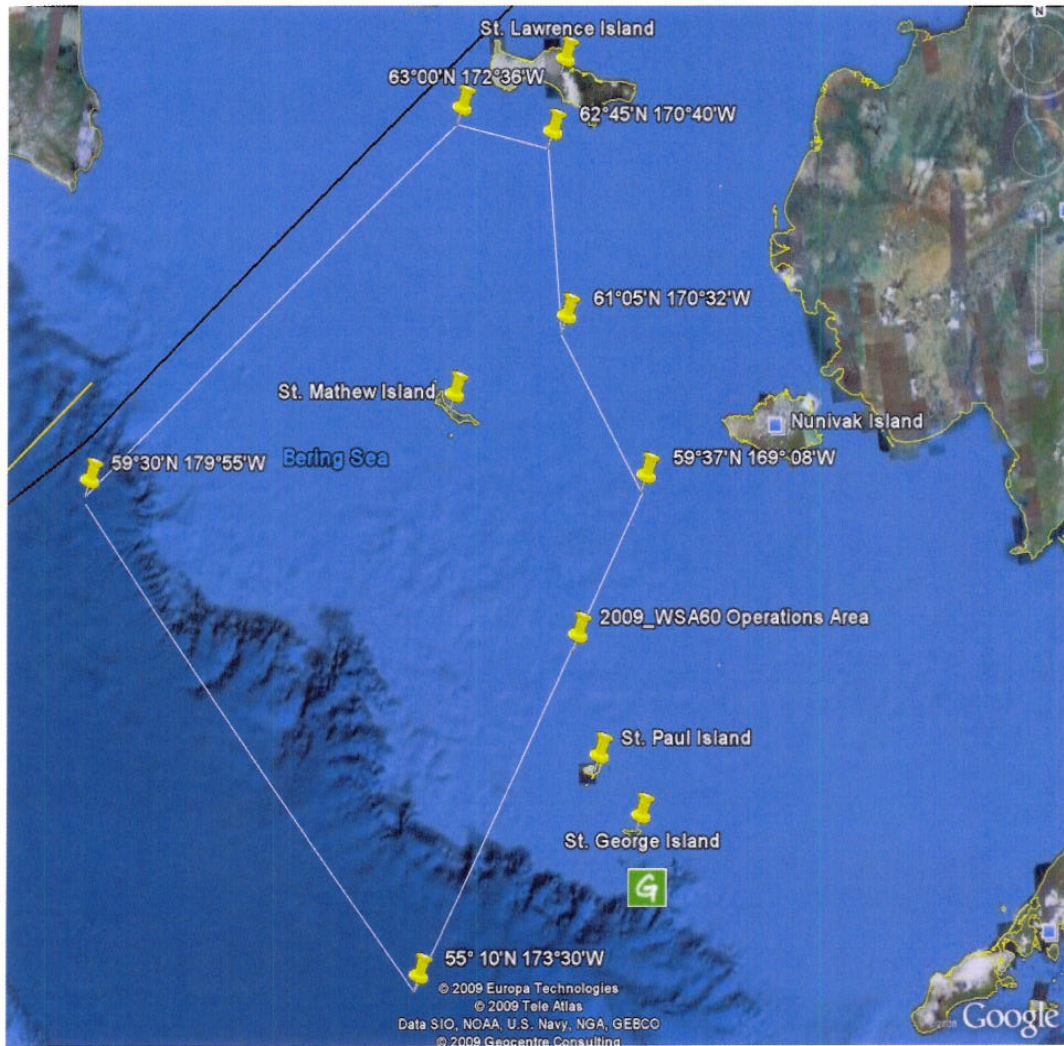 N
St. Lawrence Island
63°00'N 172°36'W
62°45'N 170°40'W
61°05'N 170°32'W
St. Mathew Island
Nunivak Island
59°30'N 179°55'W
Bering Sea
59°37'N 169°08'W
2009_WSA60 Operations Area
St. Paul Island
St. George Island
G
55° 10'N 173°30'W
© 2009 Europa Technologies
© 2009 Tele Atlas
Data SIO, NOAA, U.S. Navy, NGA, GEBCO
© 2009 Geocentre Consulting
Google